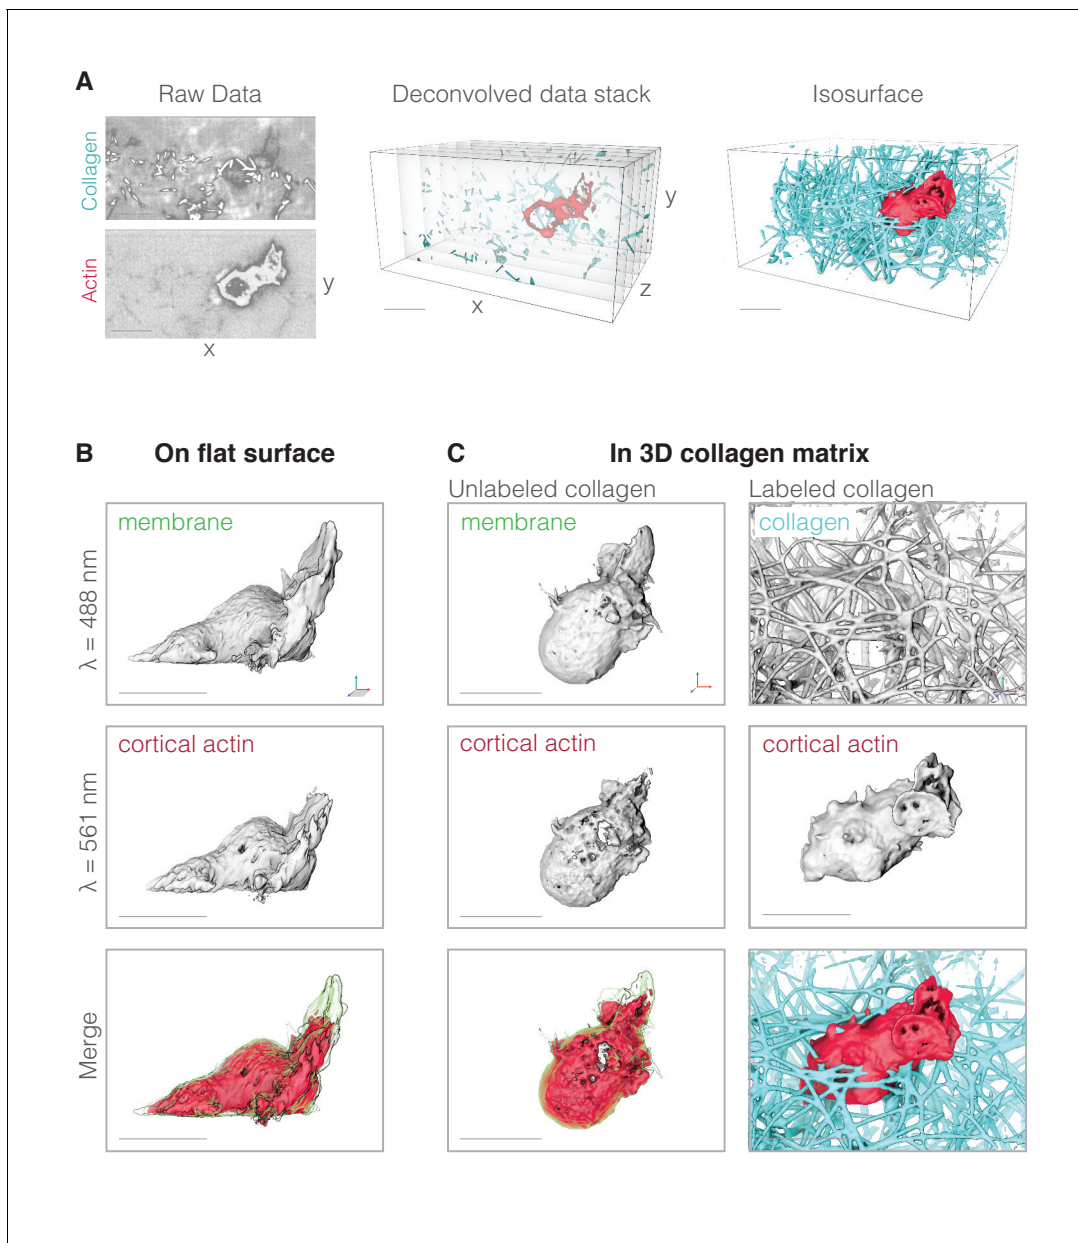 A
Raw Data
Deconvolved data stack
Isosurface
Collagen
Actin
y
x
y
z
x
B
On flat surface
C
In 3D collagen matrix
Unlabeled collagen
Labeled collagen
λ = 488 nm
membrane
membrane
collagen
λ = 561 nm
cortical actin
cortical actin
cortical actin
Merge